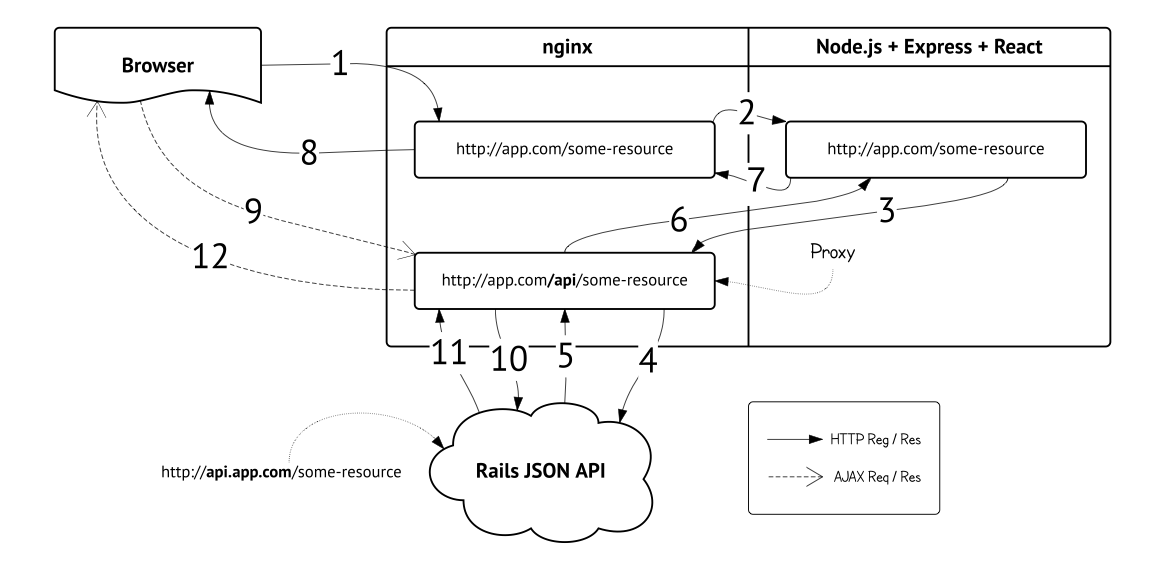 nginx
Node.js + Express + React
Browser
1
2
http://app.com/some-resource
http://app.com/some-resource
8
7
9
6
3
12
Proxy
http://app.com/api/some-resource
11
10
5
4
HTTP Reg / Res
http://api.app.com/some-resource
Rails JSON API
AJAX Req / Res